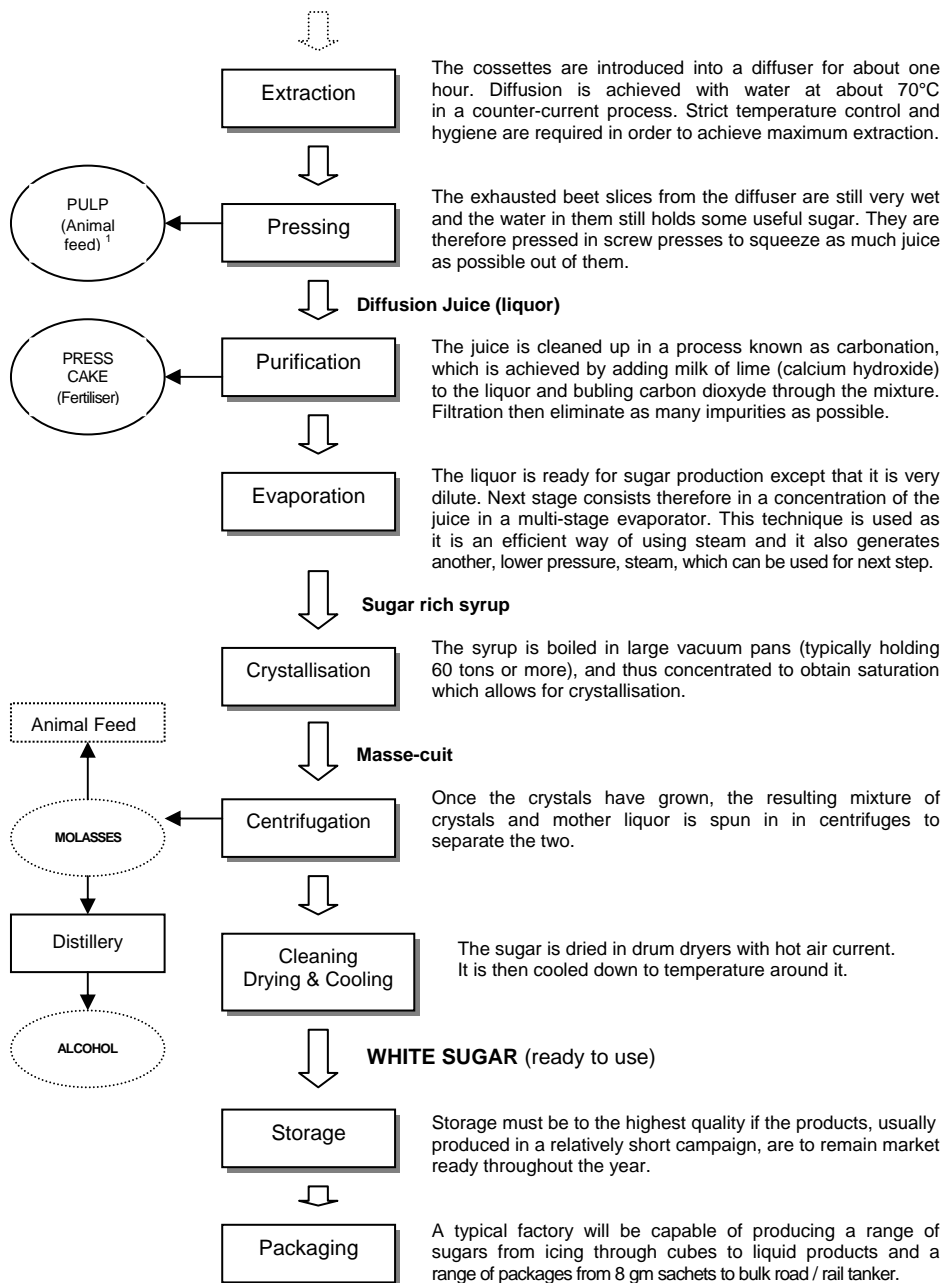 Extraction
The cossettes are introduced into a diffuser for about one
hour. Diffusion is achieved with water at about 70°C
in a counter-current process. Strict temperature control and
hygiene are required in order to achieve maximum extraction.
PULP
(Animal
feed) 1
Pressing
The exhausted beet slices from the diffuser are still very wet
and the water in them still holds some useful sugar. They are
therefore pressed in screw presses to squeeze as much juice
as possible out of them.
Diffusion Juice (liquor)
PRESS
CAKE
(Fertiliser)
Purification
The juice is cleaned up in a process known as carbonation,
which is achieved by adding milk of lime (calcium hydroxide)
to the liquor and bubling carbon dioxyde through the mixture.
Filtration then eliminate as many impurities as possible.
Evaporation
The liquor is ready for sugar production except that it is very
dilute. Next stage consists therefore in a concentration of the
juice in a multi-stage evaporator. This technique is used as
it is an efficient way of using steam and it also generates
another, lower pressure, steam, which can be used for next step.
Sugar rich syrup
Crystallisation
The syrup is boiled in large vacuum pans (typically holding
60 tons or more), and thus concentrated to obtain saturation
which allows for crystallisation.
Animal Feed
Masse-cuit
MOLASSES
Centrifugation
Once the crystals have grown, the resulting mixture of
crystals and mother liquor is spun in in centrifuges to
separate the two.
Distillery
Cleaning
Drying & Cooling
The sugar is dried in drum dryers with hot air current.
It is then cooled down to temperature around it.
ALCOHOL
WHITE SUGAR (ready to use)
Storage
Storage must be to the highest quality if the products, usually
produced in a relatively short campaign, are to remain market
ready throughout the year.
Packaging
A typical factory will be capable of producing a range of
sugars from icing through cubes to liquid products and a
range of packages from 8 gm sachets to bulk road / rail tanker.